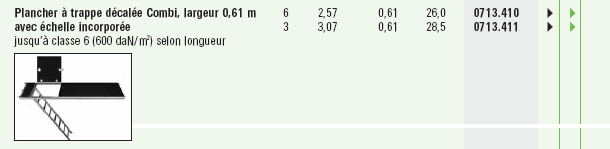 Plancher à trappe décalée Combi, largeur 0,61 m 6 2,57 0,61 26,0 0713.410
avec échelle incorporée 3 3,07 0,61 28,5 0713.411
jusqu'à classe 6 (600 daN/m²) selon longueur